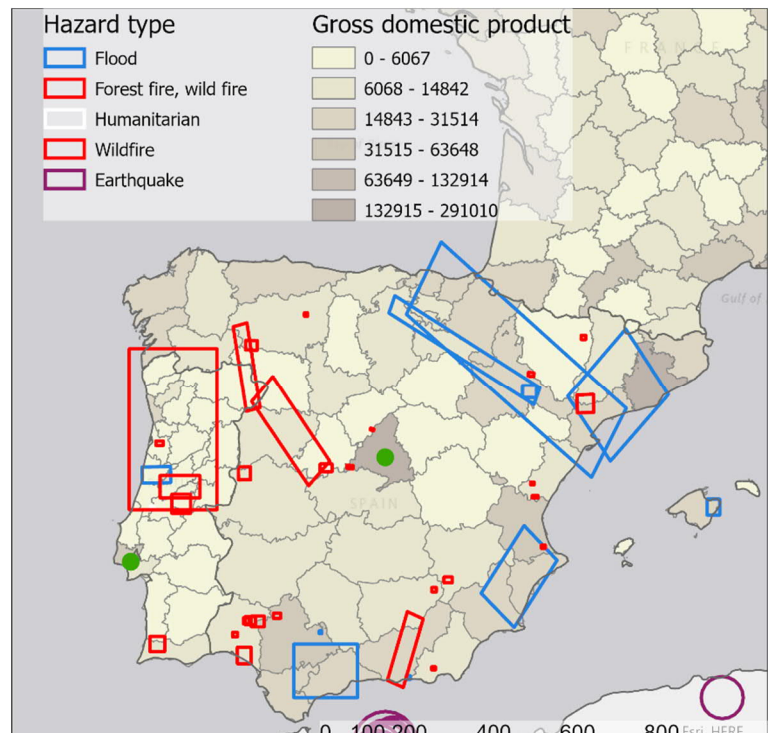 Hazard type
Flood
Forest fire, wild fire
Humanitarian
Wildfire
Earthquake
Gross domestic product
0 - 6067
6068 - 14842
14843 - 31514
31515 - 63648
63649 - 132914
132915 - 291010
FRANCE
Gulf of
SPAIN
0 100 200 400 600 800 Esri, HERE